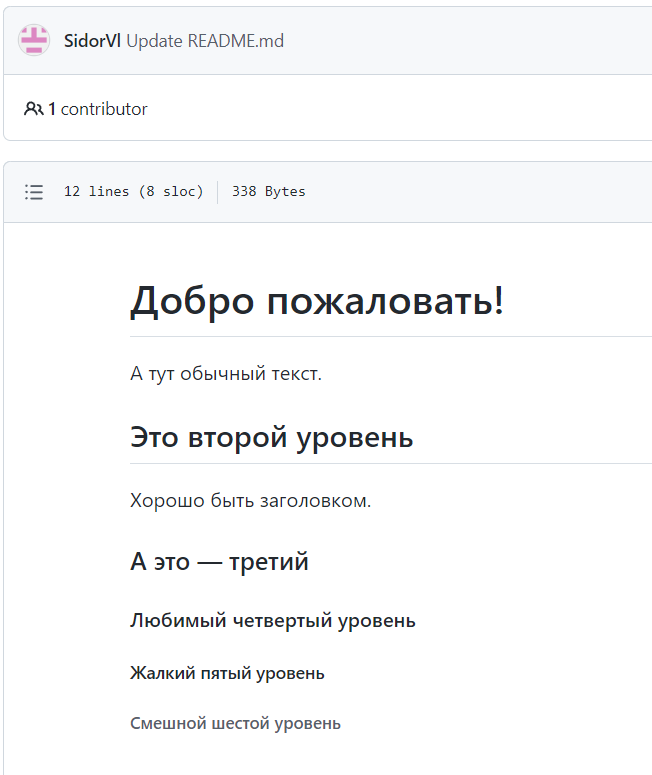 SidorVl Update README.md
1 contributor
12 lines (8 sloc) 338 Bytes
Добро пожаловать!
А тут обычный текст.
Это второй уровень
Хорошо быть заголовком.
А это — третий
Любимый четвертый уровень
Жалкий пятый уровень
Смешной шестой уровень